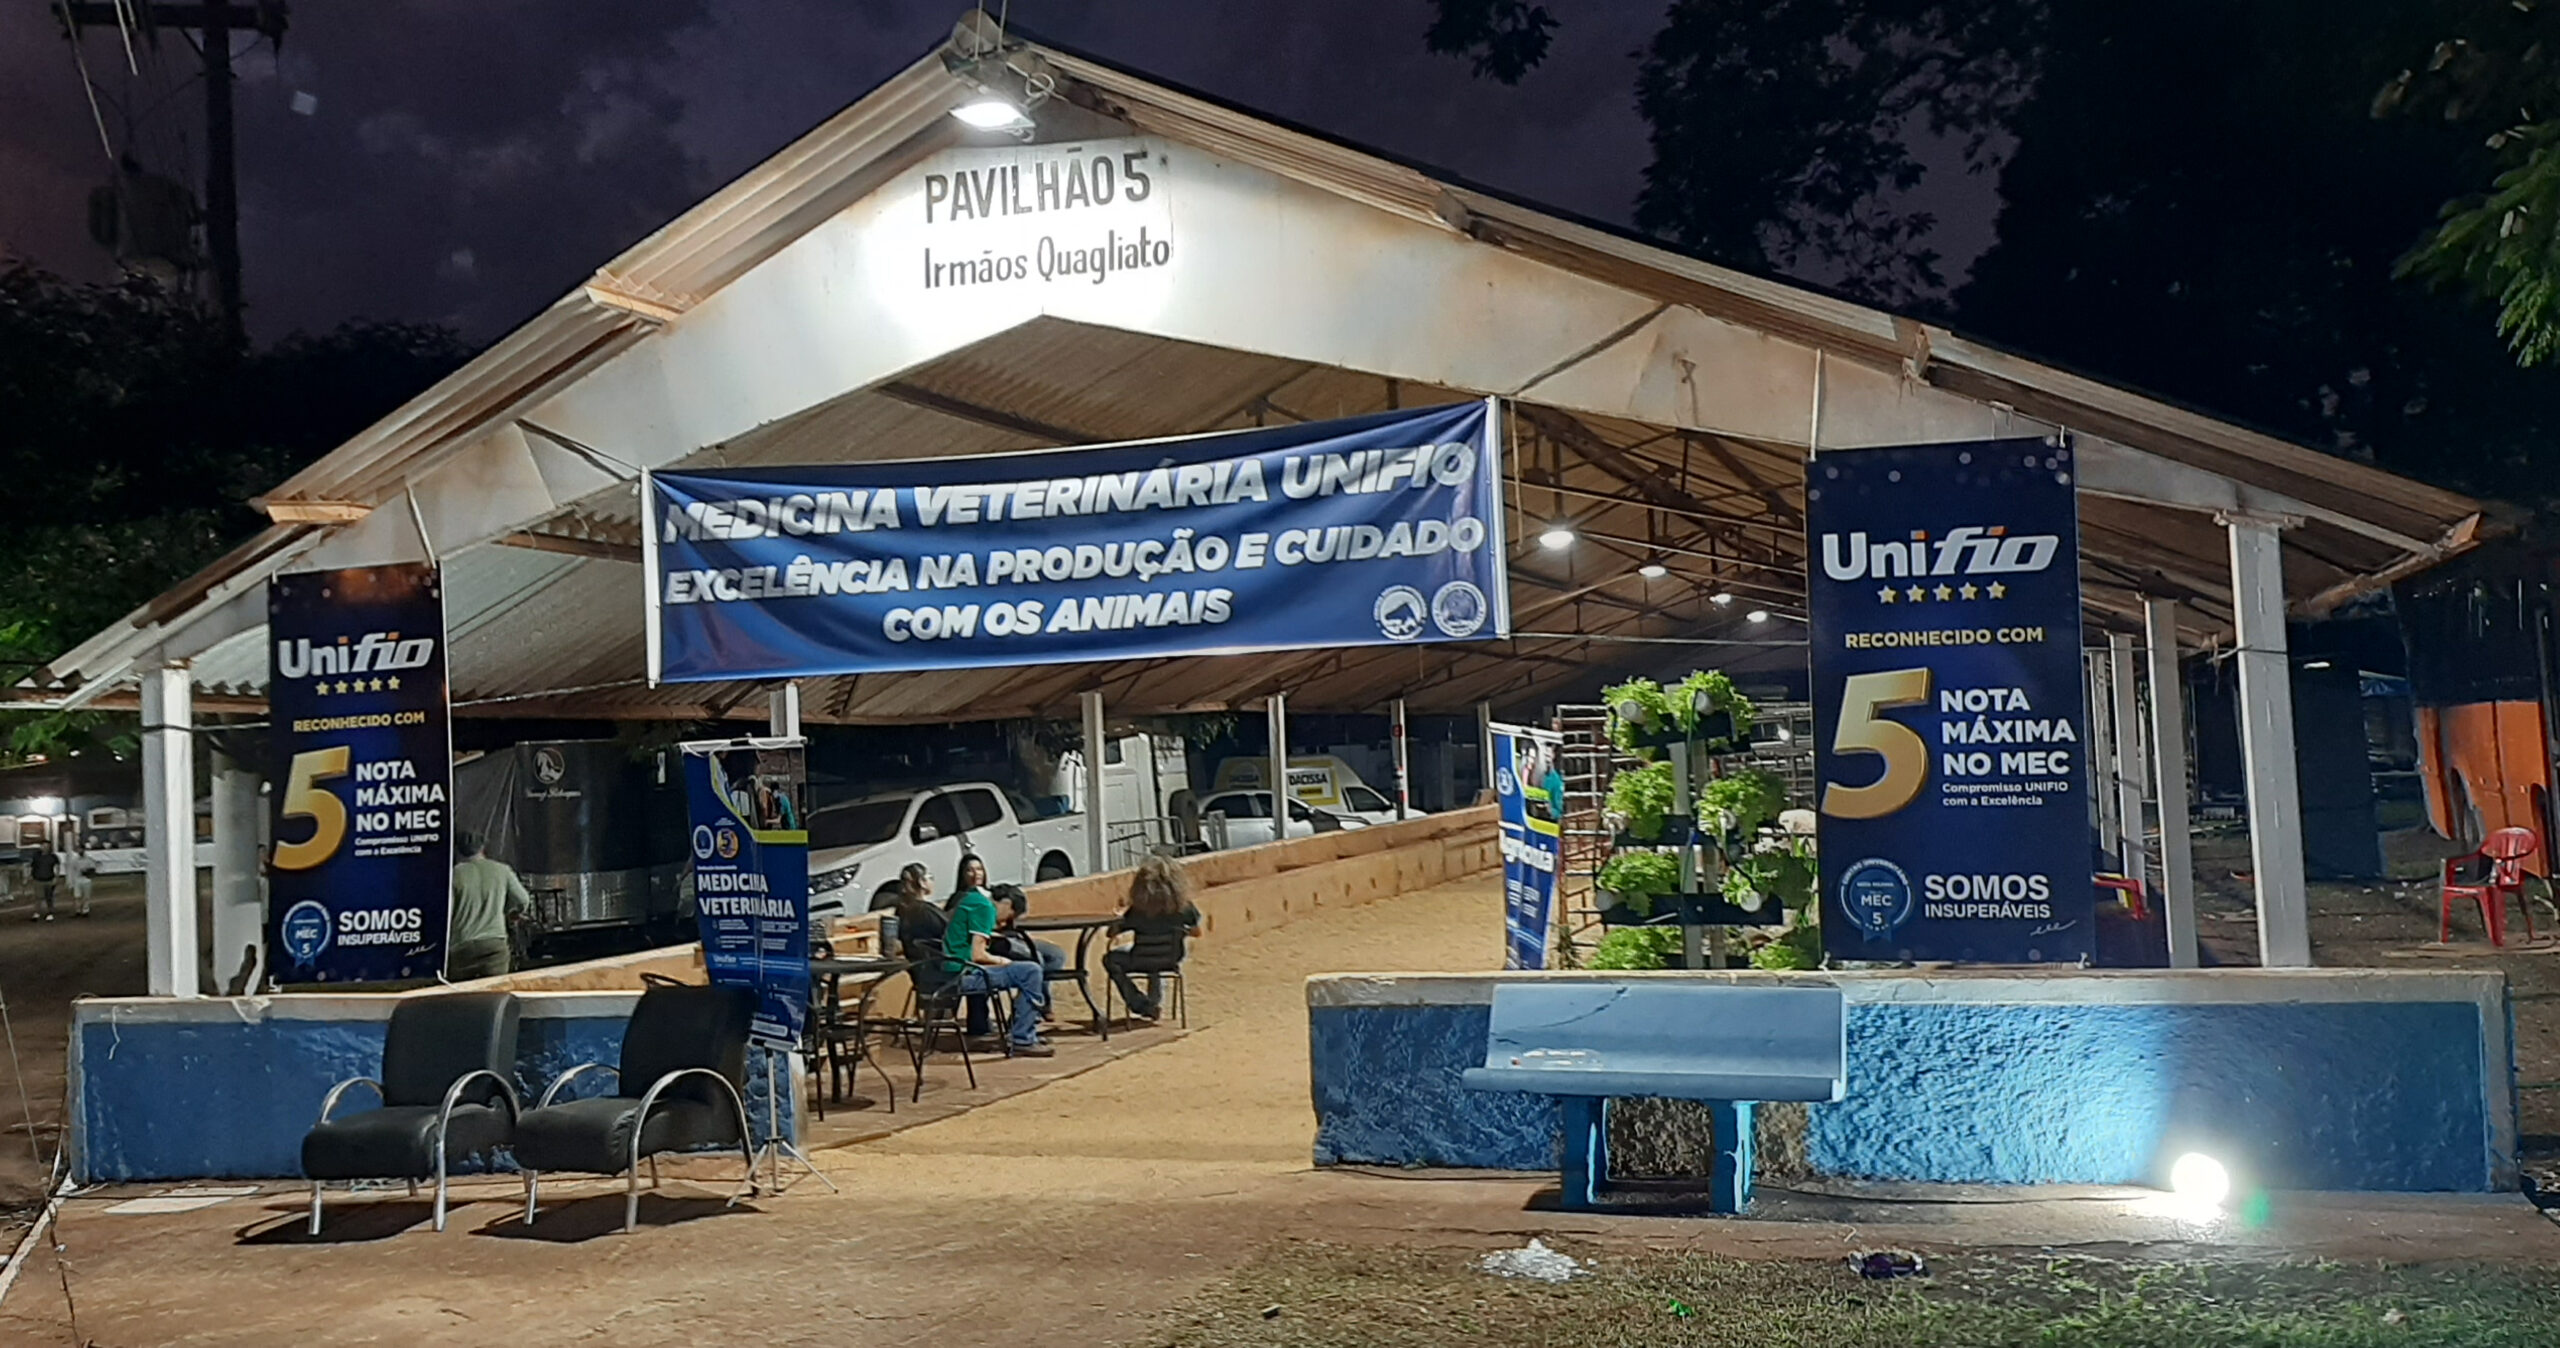 PAVILHÃO 5
Irmãos Quagliato
MEDICINA VETERINÁRIA UNIFIO
EXCELÊNCIA NA PRODUÇÃO E CUIDADO
COM OS ANIMAIS
Unifio
RECONHECIDO COM
5 NOTA
MÁXIMA
NO MEC
Compromisso UNIFIO
com a Excelência
MEC
5
SOMOS
INSUPERÁVEIS
MEDICINA
VETERINÁRIA
Unifio
DACISSA
Unifio
RECONHECIDO COM
5 NOTA
MÁXIMA
NO MEC
Compromisso UNIFIO
com a Excelência
MEC
5
SOMOS
INSUPERÁVEIS